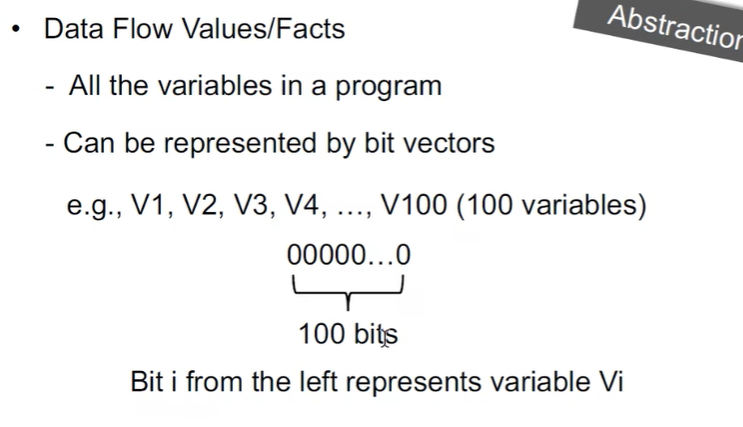 Abstraction
• Data Flow Values/Facts
- All the variables in a program
- Can be represented by bit vectors
e.g., V1, V2, V3, V4, …, V100 (100 variables)
00000…0
100 bits
Bit i from the left represents variable Vi